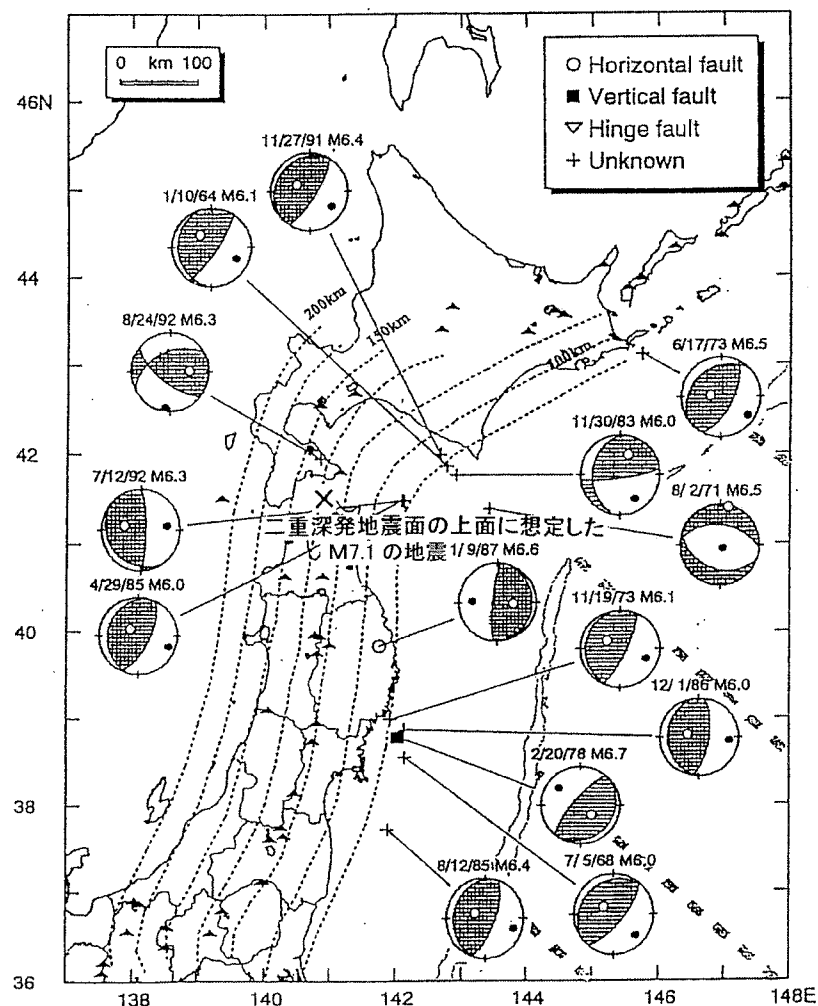 0 km 100
○ Horizontal fault
■ Vertical fault
▽ Hinge fault
+ Unknown
46N
44
42
40
38
36
138
140
142
144
146
148E
11/27/91 M6.4
1/10/64 M6.1
8/24/92 M6.3
7/12/92 M6.3
4/29/85 M6.0
200km
150km
100km
6/17/73 M6.5
11/30/83 M6.0
8/ 2/71 M6.5
二重深発地震面の上面に想定した
M7.1 の地震
1/ 9/87 M6.6
11/19/73 M6.1
12/ 1/86 M6.0
2/20/78 M6.7
8/12/85 M6.4
7/ 5/68 M6.0